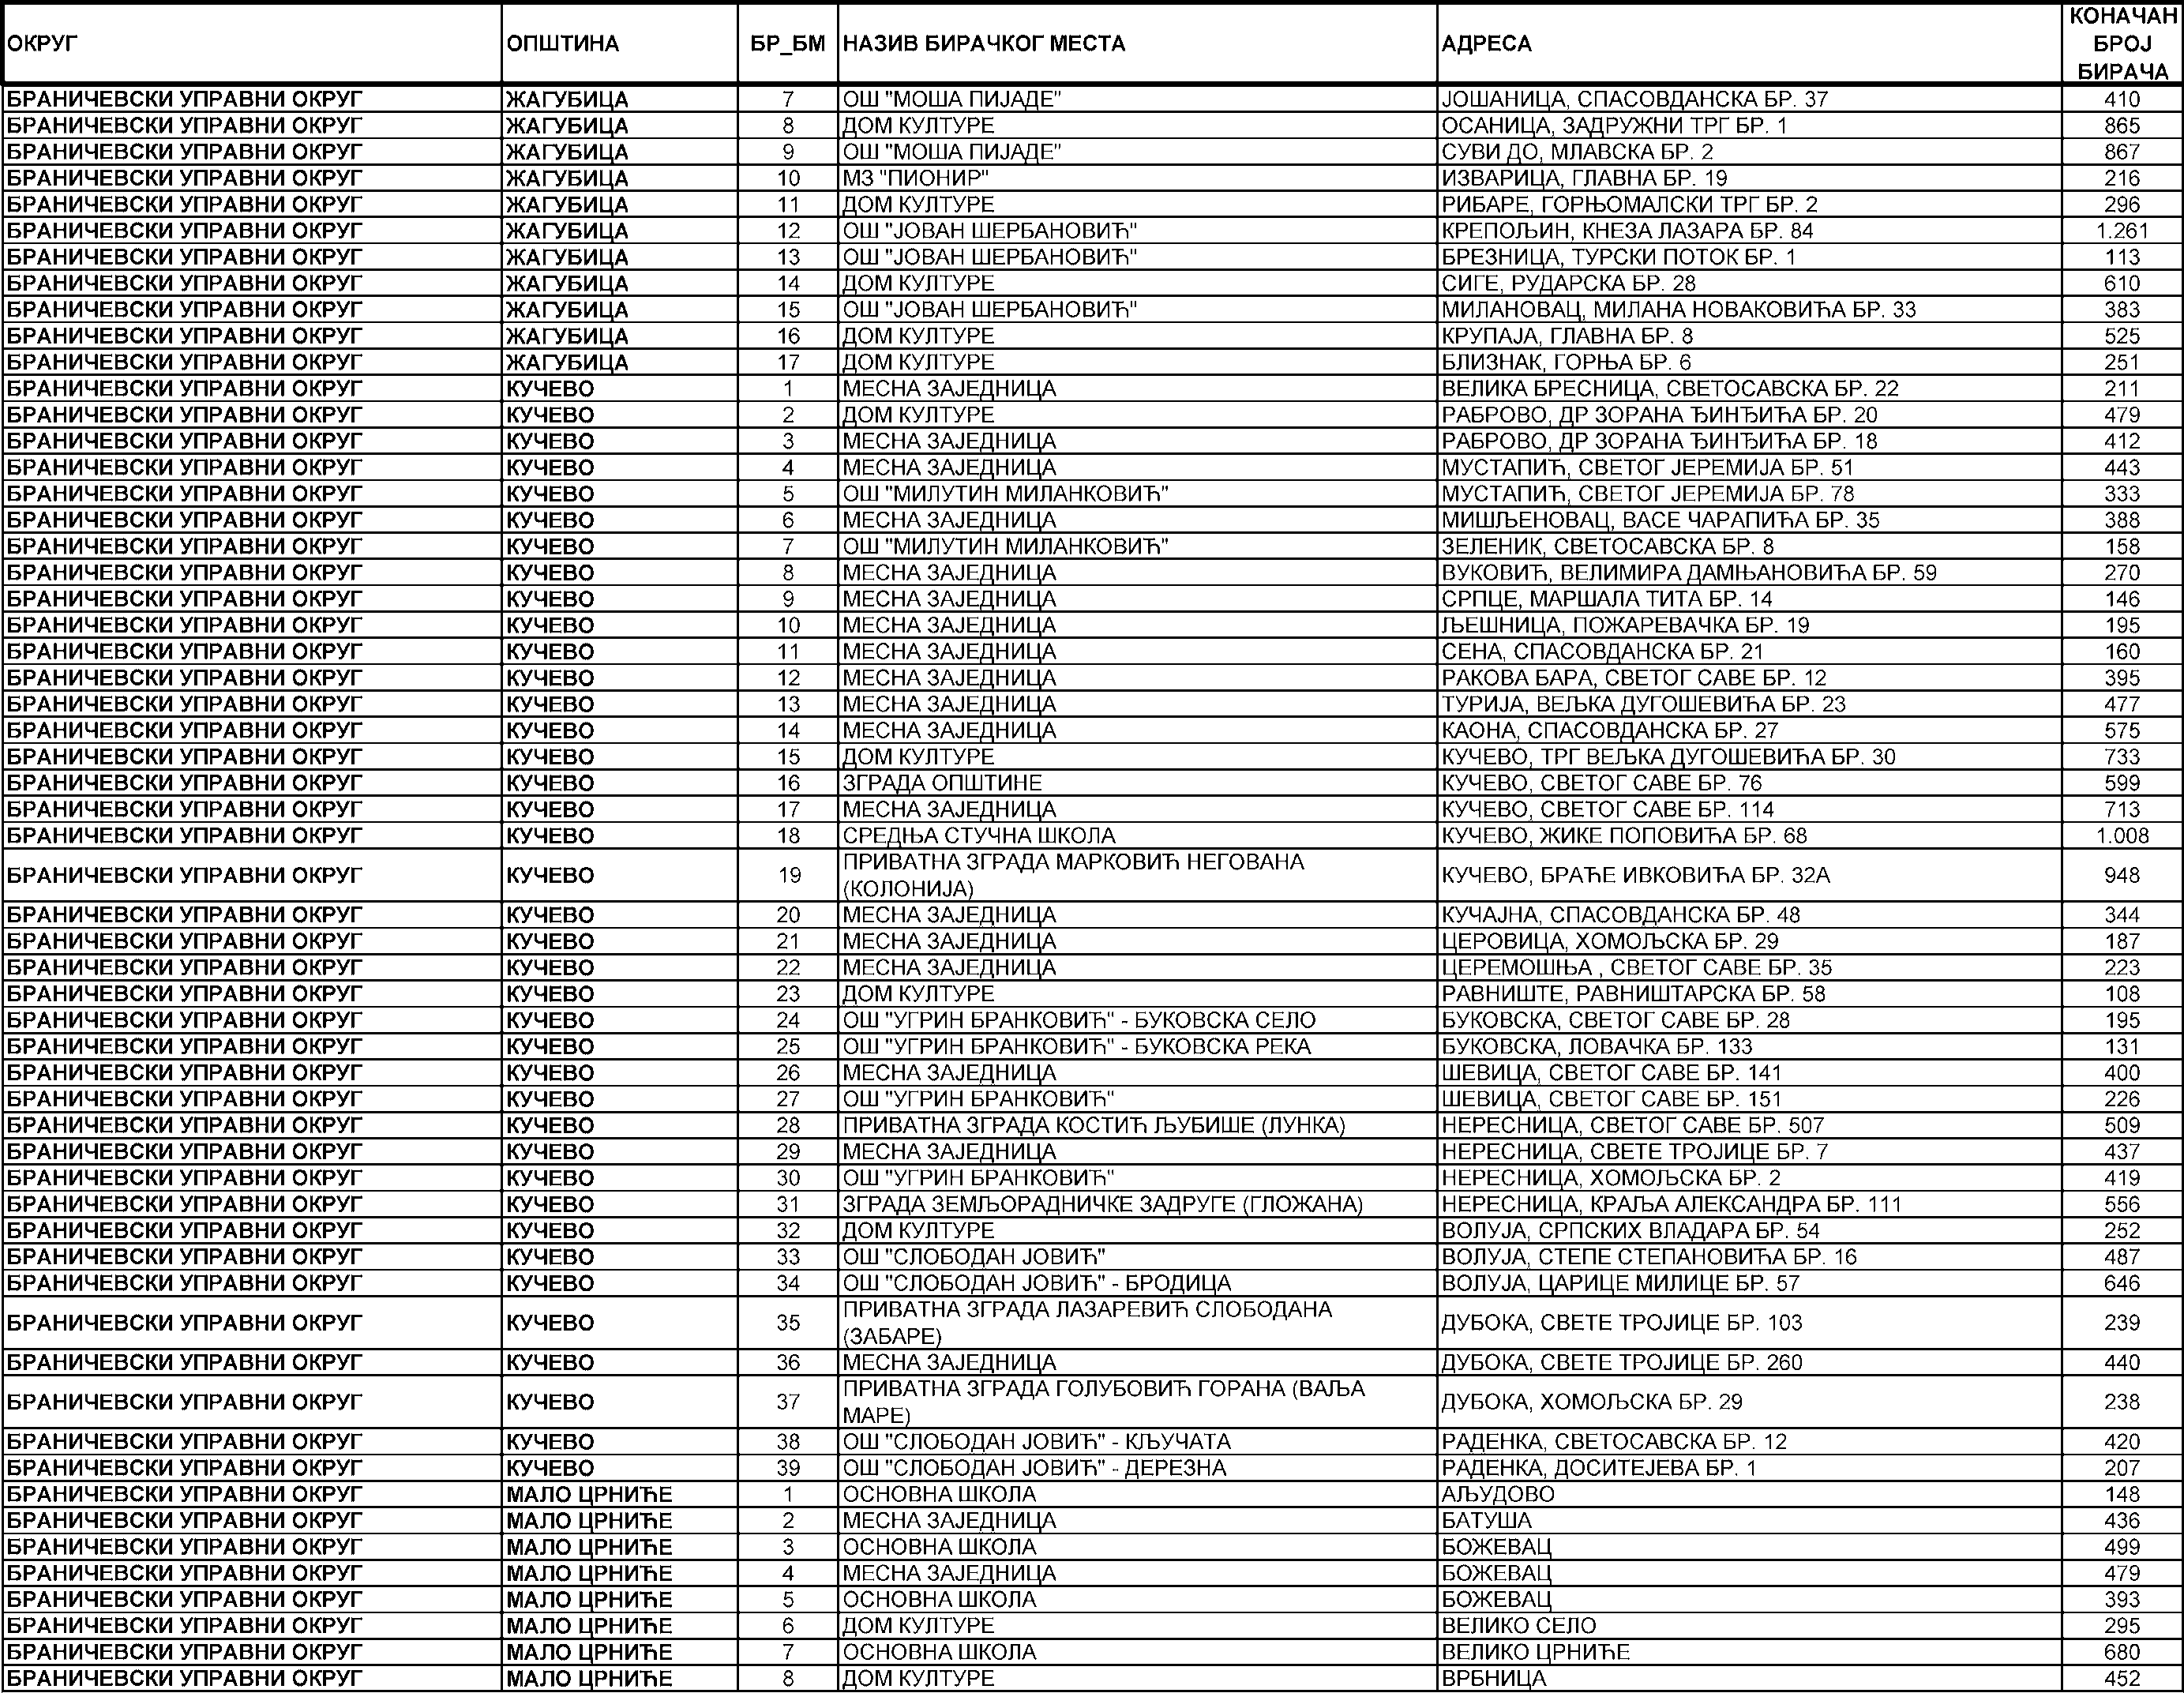 ОКРУГ ОПШТИНА БР_БМ НАЗИВ БИРАЧКОГ МЕСТА АДРЕСА КОНАЧАН БРОЈ БИРАЧА
БРАНИЧЕВСКИ УПРАВНИ ОКРУГ ЖАГУБИЦА 7 ОШ "МОША ПИЈАДЕ" ЈОШАНИЦА, СПАСОВДАНСКА БР. 37 410
БРАНИЧЕВСКИ УПРАВНИ ОКРУГ ЖАГУБИЦА 8 ДОМ КУЛТУРЕ ОСАНИЦА, ЗАДРУЖНИ ТРГ БР. 1 865
БРАНИЧЕВСКИ УПРАВНИ ОКРУГ ЖАГУБИЦА 9 ОШ "МОША ПИЈАДЕ" СУВИ ДО, МЛАВСКА БР. 2 867
БРАНИЧЕВСКИ УПРАВНИ ОКРУГ ЖАГУБИЦА 10 МЗ "ПИОНИР" ИЗВАРИЦА, ГЛАВНА БР. 19 216
БРАНИЧЕВСКИ УПРАВНИ ОКРУГ ЖАГУБИЦА 11 ДОМ КУЛТУРЕ РИБАРЕ, ГОРЊОМАЛСКИ ТРГ БР. 2 296
БРАНИЧЕВСКИ УПРАВНИ ОКРУГ ЖАГУБИЦА 12 ОШ "ЈОВАН ШЕРБАНОВИЋ" КРЕПОЉИН, КНЕЗА ЛАЗАРА БР. 84 1.261
БРАНИЧЕВСКИ УПРАВНИ ОКРУГ ЖАГУБИЦА 13 ОШ "ЈОВАН ШЕРБАНОВИЋ" БРЕЗНИЦА, ТУРСКИ ПОТОК БР. 1 113
БРАНИЧЕВСКИ УПРАВНИ ОКРУГ ЖАГУБИЦА 14 ДОМ КУЛТУРЕ СИГЕ, РУДАРСКА БР. 28 610
БРАНИЧЕВСКИ УПРАВНИ ОКРУГ ЖАГУБИЦА 15 ОШ "ЈОВАН ШЕРБАНОВИЋ" МИЛАНОВАЦ, МИЛАНА НОВАКОВИЋА БР. 33 383
БРАНИЧЕВСКИ УПРАВНИ ОКРУГ ЖАГУБИЦА 16 ДОМ КУЛТУРЕ КРУПАЈА, ГЛАВНА БР. 8 525
БРАНИЧЕВСКИ УПРАВНИ ОКРУГ ЖАГУБИЦА 17 ДОМ КУЛТУРЕ БЛИЗНАК, ГОРЊА БР. 6 251
БРАНИЧЕВСКИ УПРАВНИ ОКРУГ КУЧЕВО 1 МЕСНА ЗАЈЕДНИЦА ВЕЛИКА БРЕСНИЦА, СВЕТОСАВСКА БР. 22 211
БРАНИЧЕВСКИ УПРАВНИ ОКРУГ КУЧЕВО 2 ДОМ КУЛТУРЕ РАБРОВО, ДР ЗОРАНА ЂИНЂИЋА БР. 20 479
БРАНИЧЕВСКИ УПРАВНИ ОКРУГ КУЧЕВО 3 МЕСНА ЗАЈЕДНИЦА РАБРОВО, ДР ЗОРАНА ЂИНЂИЋА БР. 18 412
БРАНИЧЕВСКИ УПРАВНИ ОКРУГ КУЧЕВО 4 МЕСНА ЗАЈЕДНИЦА МУСТАПИЋ, СВЕТОГ ЈЕРЕМИЈА БР. 51 443
БРАНИЧЕВСКИ УПРАВНИ ОКРУГ КУЧЕВО 5 ОШ "МИЛУТИН МИЛАНКОВИЋ" МУСТАПИЋ, СВЕТОГ ЈЕРЕМИЈА БР. 78 333
БРАНИЧЕВСКИ УПРАВНИ ОКРУГ КУЧЕВО 6 МЕСНА ЗАЈЕДНИЦА МИШЉЕНОВАЦ, ВАСЕ ЧАРАПИЋА БР. 35 388
БРАНИЧЕВСКИ УПРАВНИ ОКРУГ КУЧЕВО 7 ОШ "МИЛУТИН МИЛАНКОВИЋ" ЗЕЛЕНИК, СВЕТОСАВСКА БР. 8 158
БРАНИЧЕВСКИ УПРАВНИ ОКРУГ КУЧЕВО 8 МЕСНА ЗАЈЕДНИЦА ВУКОВИЋ, ВЕЛИМИРА ДАМЊАНОВИЋА БР. 59 270
БРАНИЧЕВСКИ УПРАВНИ ОКРУГ КУЧЕВО 9 МЕСНА ЗАЈЕДНИЦА СРПЦЕ, МАРШАЛА ТИТА БР. 14 146
БРАНИЧЕВСКИ УПРАВНИ ОКРУГ КУЧЕВО 10 МЕСНА ЗАЈЕДНИЦА ЉЕШНИЦА, ПОЖАРЕВАЧКА БР. 19 195
БРАНИЧЕВСКИ УПРАВНИ ОКРУГ КУЧЕВО 11 МЕСНА ЗАЈЕДНИЦА СЕНА, СПАСОВДАНСКА БР. 21 160
БРАНИЧЕВСКИ УПРАВНИ ОКРУГ КУЧЕВО 12 МЕСНА ЗАЈЕДНИЦА РАКОВА БАРА, СВЕТОГ САВЕ БР. 12 395
БРАНИЧЕВСКИ УПРАВНИ ОКРУГ КУЧЕВО 13 МЕСНА ЗАЈЕДНИЦА ТУРИЈА, ВЕЉКА ДУГОШЕВИЋА БР. 23 477
БРАНИЧЕВСКИ УПРАВНИ ОКРУГ КУЧЕВО 14 МЕСНА ЗАЈЕДНИЦА КАОНА, СПАСОВДАНСКА БР. 27 575
БРАНИЧЕВСКИ УПРАВНИ ОКРУГ КУЧЕВО 15 ДОМ КУЛТУРЕ КУЧЕВО, ТРГ ВЕЉКА ДУГОШЕВИЋА БР. 30 733
БРАНИЧЕВСКИ УПРАВНИ ОКРУГ КУЧЕВО 16 ЗГРАДА ОПШТИНЕ КУЧЕВО, СВЕТОГ САВЕ БР. 76 599
БРАНИЧЕВСКИ УПРАВНИ ОКРУГ КУЧЕВО 17 МЕСНА ЗАЈЕДНИЦА КУЧЕВО, СВЕТОГ САВЕ БР. 114 713
БРАНИЧЕВСКИ УПРАВНИ ОКРУГ КУЧЕВО 18 СРЕДЊА СТУЧНА ШКОЛА КУЧЕВО, ЖИКЕ ПОПОВИЋА БР. 68 1.008
БРАНИЧЕВСКИ УПРАВНИ ОКРУГ КУЧЕВО 19 ПРИВАТНА ЗГРАДА МАРКОВИЋ НЕГОВАНА (КОЛОНИЈА) КУЧЕВО, БРАЋЕ ИВКОВИЋА БР. 32А 948
БРАНИЧЕВСКИ УПРАВНИ ОКРУГ КУЧЕВО 20 МЕСНА ЗАЈЕДНИЦА КУЧАЈНА, СПАСОВДАНСКА БР. 48 344
БРАНИЧЕВСКИ УПРАВНИ ОКРУГ КУЧЕВО 21 МЕСНА ЗАЈЕДНИЦА ЦЕРОВИЦА, ХОМОЉСКА БР. 29 187
БРАНИЧЕВСКИ УПРАВНИ ОКРУГ КУЧЕВО 22 МЕСНА ЗАЈЕДНИЦА ЦЕРЕМОШЊА , СВЕТОГ САВЕ БР. 35 223
БРАНИЧЕВСКИ УПРАВНИ ОКРУГ КУЧЕВО 23 ДОМ КУЛТУРЕ РАВНИШТЕ, РАВНИШТАРСКА БР. 58 108
БРАНИЧЕВСКИ УПРАВНИ ОКРУГ КУЧЕВО 24 ОШ "УГРИН БРАНКОВИЋ" - БУКОВСКА СЕЛО БУКОВСКА, СВЕТОГ САВЕ БР. 28 195
БРАНИЧЕВСКИ УПРАВНИ ОКРУГ КУЧЕВО 25 ОШ "УГРИН БРАНКОВИЋ" - БУКОВСКА РЕКА БУКОВСКА, ЛОВАЧКА БР. 133 131
БРАНИЧЕВСКИ УПРАВНИ ОКРУГ КУЧЕВО 26 МЕСНА ЗАЈЕДНИЦА ШЕВИЦА, СВЕТОГ САВЕ БР. 141 400
БРАНИЧЕВСКИ УПРАВНИ ОКРУГ КУЧЕВО 27 ОШ "УГРИН БРАНКОВИЋ" ШЕВИЦА, СВЕТОГ САВЕ БР. 151 226
БРАНИЧЕВСКИ УПРАВНИ ОКРУГ КУЧЕВО 28 ПРИВАТНА ЗГРАДА КОСТИЋ ЉУБИШЕ (ЛУНКА) НЕРЕСНИЦА, СВЕТОГ САВЕ БР. 507 509
БРАНИЧЕВСКИ УПРАВНИ ОКРУГ КУЧЕВО 29 МЕСНА ЗАЈЕДНИЦА НЕРЕСНИЦА, СВЕТЕ ТРОЈИЦЕ БР. 7 437
БРАНИЧЕВСКИ УПРАВНИ ОКРУГ КУЧЕВО 30 ОШ "УГРИН БРАНКОВИЋ" НЕРЕСНИЦА, ХОМОЉСКА БР. 2 419
БРАНИЧЕВСКИ УПРАВНИ ОКРУГ КУЧЕВО 31 ЗГРАДА ЗЕМЉОРАДНИЧКЕ ЗАДРУГЕ (ГЛОЖАНА) НЕРЕСНИЦА, КРАЉА АЛЕКСАНДРА БР. 111 556
БРАНИЧЕВСКИ УПРАВНИ ОКРУГ КУЧЕВО 32 ДОМ КУЛТУРЕ ВОЛУЈА, СРПСКИХ ВЛАДАРА БР. 54 252
БРАНИЧЕВСКИ УПРАВНИ ОКРУГ КУЧЕВО 33 ОШ "СЛОБОДАН ЈОВИЋ" ВОЛУЈА, СТЕПЕ СТЕПАНОВИЋА БР. 16 487
БРАНИЧЕВСКИ УПРАВНИ ОКРУГ КУЧЕВО 34 ОШ "СЛОБОДАН ЈОВИЋ" - БРОДИЦА ВОЛУЈА, ЦАРИЦЕ МИЛИЦЕ БР. 57 646
БРАНИЧЕВСКИ УПРАВНИ ОКРУГ КУЧЕВО 35 ПРИВАТНА ЗГРАДА ЛАЗАРЕВИЋ СЛОБОДАНА (ЗАБАРЕ) ДУБОКА, СВЕТЕ ТРОЈИЦЕ БР. 103 239
БРАНИЧЕВСКИ УПРАВНИ ОКРУГ КУЧЕВО 36 МЕСНА ЗАЈЕДНИЦА ДУБОКА, СВЕТЕ ТРОЈИЦЕ БР. 260 440
БРАНИЧЕВСКИ УПРАВНИ ОКРУГ КУЧЕВО 37 ПРИВАТНА ЗГРАДА ГОЛУБОВИЋ ГОРАНА (ВАЉА МАРЕ) ДУБОКА, ХОМОЉСКА БР. 29 238
БРАНИЧЕВСКИ УПРАВНИ ОКРУГ КУЧЕВО 38 ОШ "СЛОБОДАН ЈОВИЋ" - КЉУЧАТА РАДЕНКА, СВЕТОСАВСКА БР. 12 420
БРАНИЧЕВСКИ УПРАВНИ ОКРУГ КУЧЕВО 39 ОШ "СЛОБОДАН ЈОВИЋ" - ДЕРЕЗНА РАДЕНКА, ДОСИТЕЈЕВА БР. 1 207
БРАНИЧЕВСКИ УПРАВНИ ОКРУГ МАЛО ЦРНИЋЕ 1 ОСНОВНА ШКОЛА АЉУДОВО 148
БРАНИЧЕВСКИ УПРАВНИ ОКРУГ МАЛО ЦРНИЋЕ 2 МЕСНА ЗАЈЕДНИЦА БАТУША 436
БРАНИЧЕВСКИ УПРАВНИ ОКРУГ МАЛО ЦРНИЋЕ 3 ОСНОВНА ШКОЛА БОЖЕВАЦ 499
БРАНИЧЕВСКИ УПРАВНИ ОКРУГ МАЛО ЦРНИЋЕ 4 МЕСНА ЗАЈЕДНИЦА БОЖЕВАЦ 479
БРАНИЧЕВСКИ УПРАВНИ ОКРУГ МАЛО ЦРНИЋЕ 5 ОСНОВНА ШКОЛА БОЖЕВАЦ 393
БРАНИЧЕВСКИ УПРАВНИ ОКРУГ МАЛО ЦРНИЋЕ 6 ДОМ КУЛТУРЕ ВЕЛИКО СЕЛО 295
БРАНИЧЕВСКИ УПРАВНИ ОКРУГ МАЛО ЦРНИЋЕ 7 ОСНОВНА ШКОЛА ВЕЛИКО ЦРНИЋЕ 680
БРАНИЧЕВСКИ УПРАВНИ ОКРУГ МАЛО ЦРНИЋЕ 8 ДОМ КУЛТУРЕ ВРБНИЦА 452